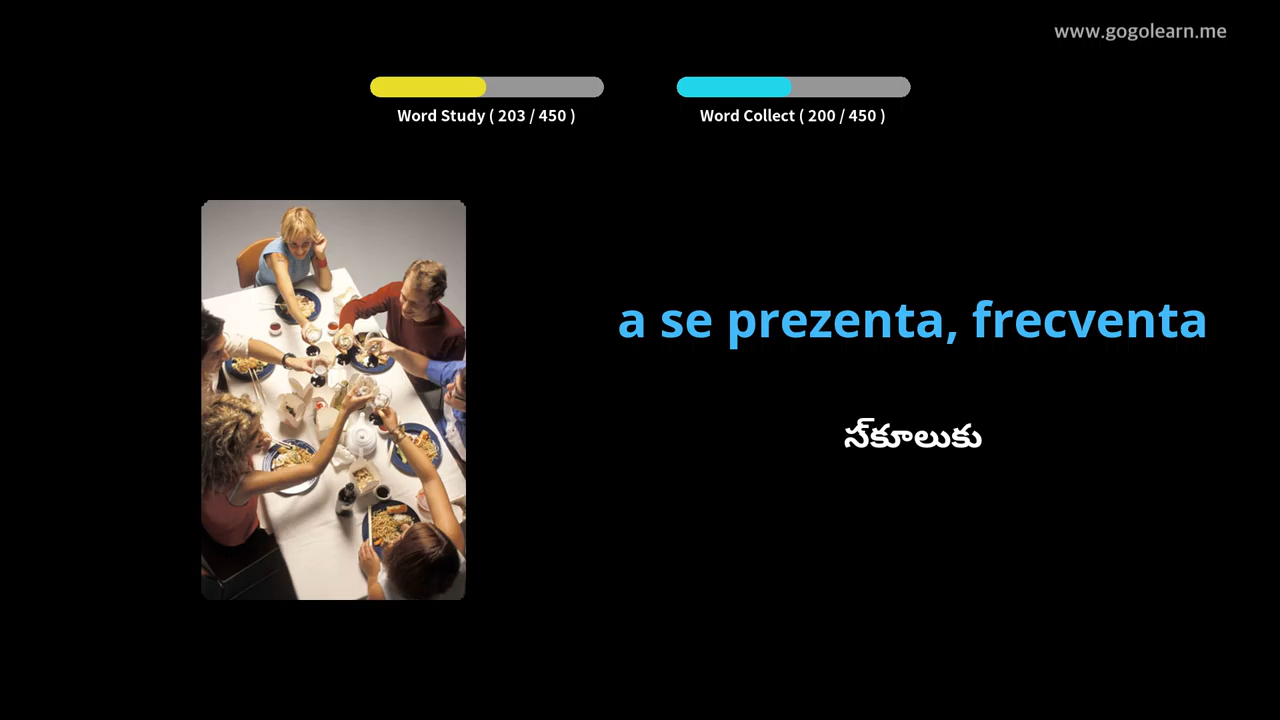 www.gogolearn.me
Word Study ( 203 / 450 )
Word Collect ( 200 / 450 )
a se prezenta, frecventa
స్‌కూలుకు